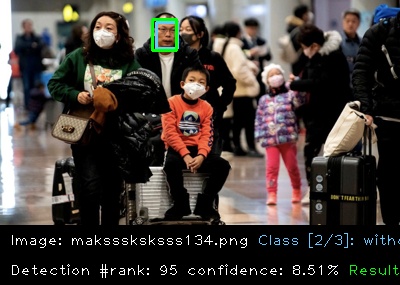 Image: maksssksksss134.png Class [2/3]: witho
Detection #rank: 95 confidence: 8.51% Result